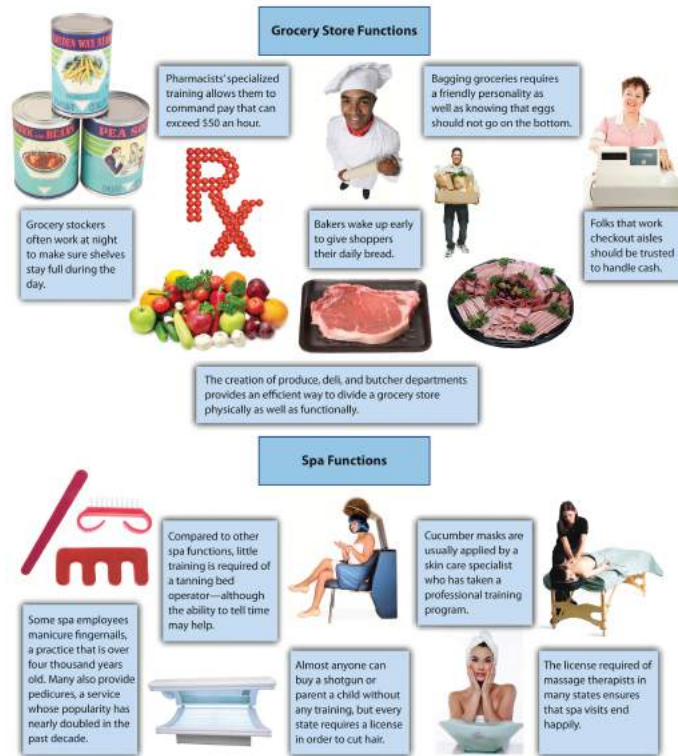 Grocery Store Functions
Pharmacists' specialized
training allows them to
command pay that can
exceed $50 an hour.
Bagging groceries requires
a friendly personality as
well as knowing that eggs
should not go on the bottom.
PEA SOUP
Grocery stockers
often work at night
to make sure shelves
stay full during the
day.
Rx
Bakers wake up early
to give shoppers
their daily bread.
Folks that work
checkout aisles
should be trusted
to handle cash.
The creation of produce, deli, and butcher departments
provides an efficient way to divide a grocery store
physically as well as functionally.
Spa Functions
Compared to other
spa functions, little
training is required of
a tanning bed
operator—although
the ability to tell time
may help.
Cucumber masks are
usually applied by a
skin care specialist
who has taken a
professional training
program.
Some spa employees
manicure fingernails,
a practice that is over
four thousand years
old. Many also provide
pedicures, a service
whose popularity has
nearly doubled in the
past decade.
Almost anyone can
buy a shotgun or
parent a child without
any training, but every
state requires a license
in order to cut hair.
The license required of
massage therapists in
many states ensures
that spa visits end
happily.